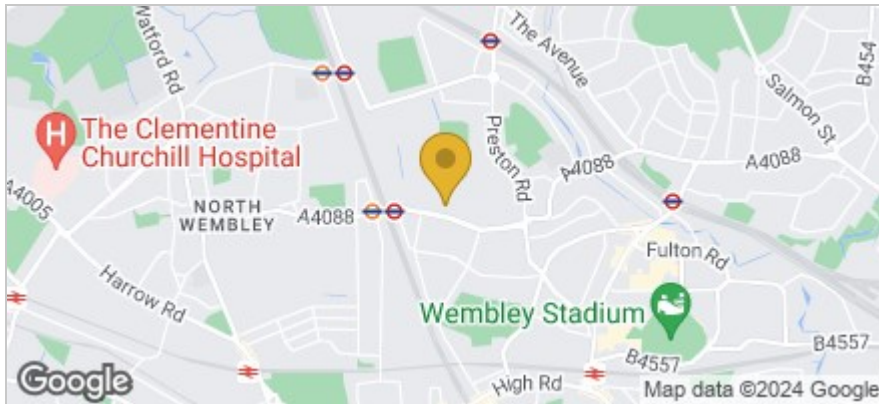 Watford Rd
The Avenue
B454
Salmon St
H
The Clementine
Churchill Hospital
Preston Rd
A4088
A4088
A4005
NORTH
WEMBLEY
A4088
Fulton Rd
Harrow Rd
Wembley Stadium
B4557
B4557
High Rd
Google
Map data ©2024 Google